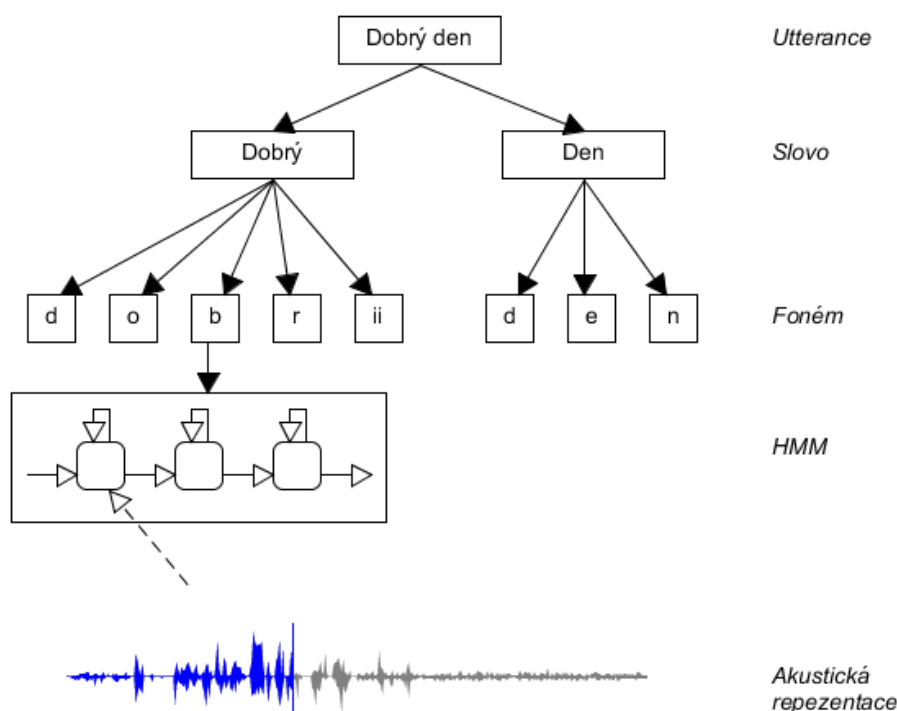 Dobrý den
Utterance
Dobrý
Den
Slovo
d
o
b
r
ii
d
e
n
Foném
HMM
Akustická
repezentace